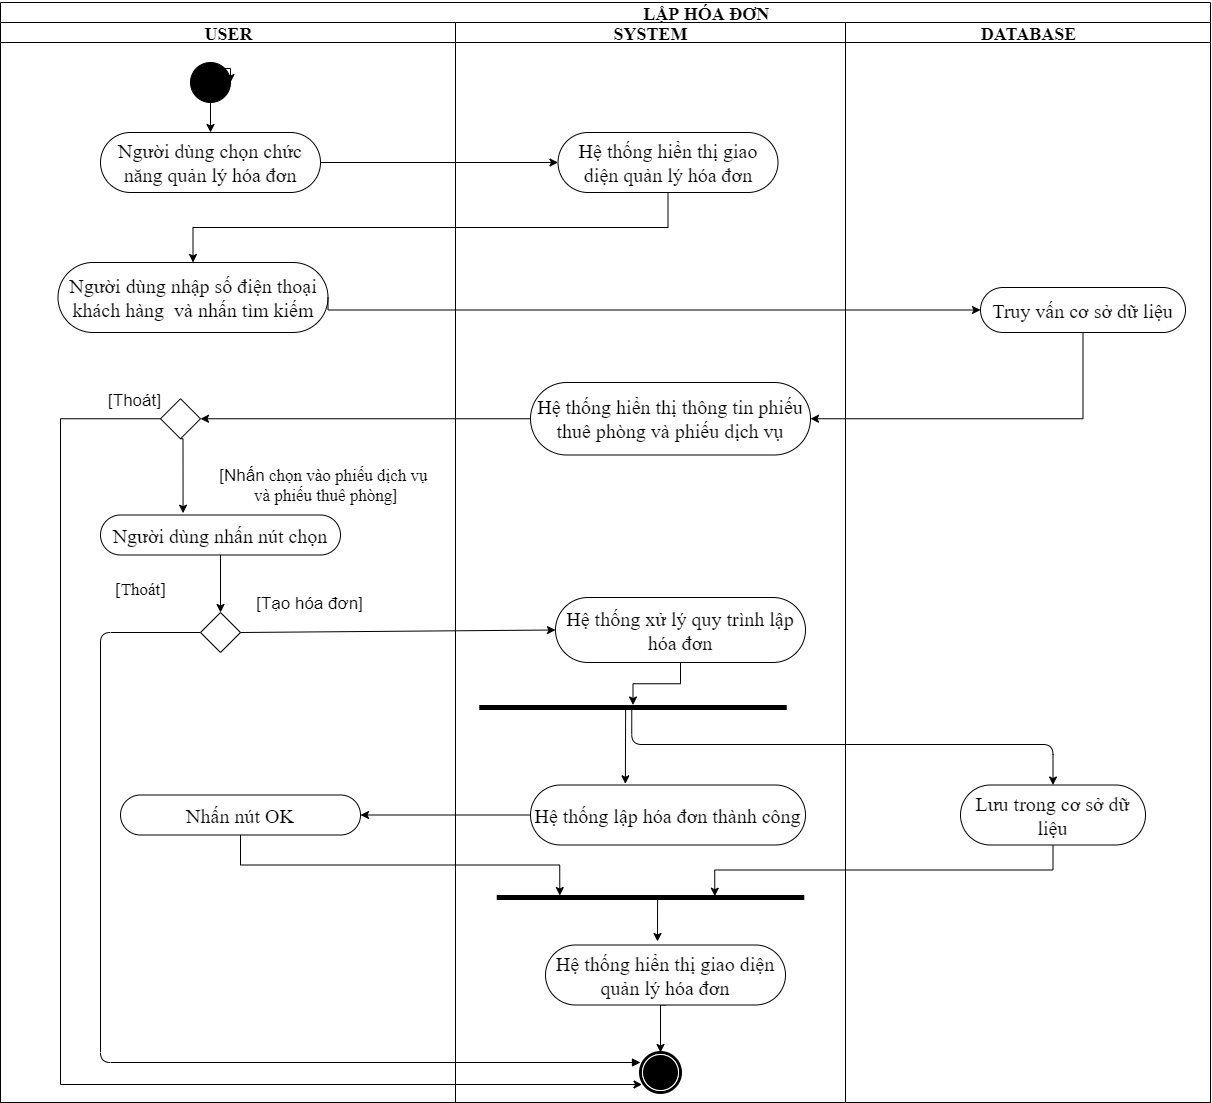 LẬP HÓA ĐƠN
USER
SYSTEM
DATABASE
Người dùng chọn chức
năng quản lý hóa đơn
Hệ thống hiển thị giao
diện quản lý hóa đơn
Người dùng nhập số điện thoại
khách hàng và nhấn tìm kiếm
Truy vấn cơ sở dữ liệu
Hệ thống hiển thị thông tin phiếu
thuê phòng và phiếu dịch vụ
[Thoát]
[Nhấn chọn vào phiếu dịch vụ
và phiếu thuê phòng]
Người dùng nhấn nút chọn
[Thoát]
[Tạo hóa đơn]
Hệ thống xử lý quy trình lập
hóa đơn
Nhấn nút OK
Hệ thống lập hóa đơn thành công
Lưu trong cơ sở dữ
liệu
Hệ thống hiển thị giao diện
quản lý hóa đơn